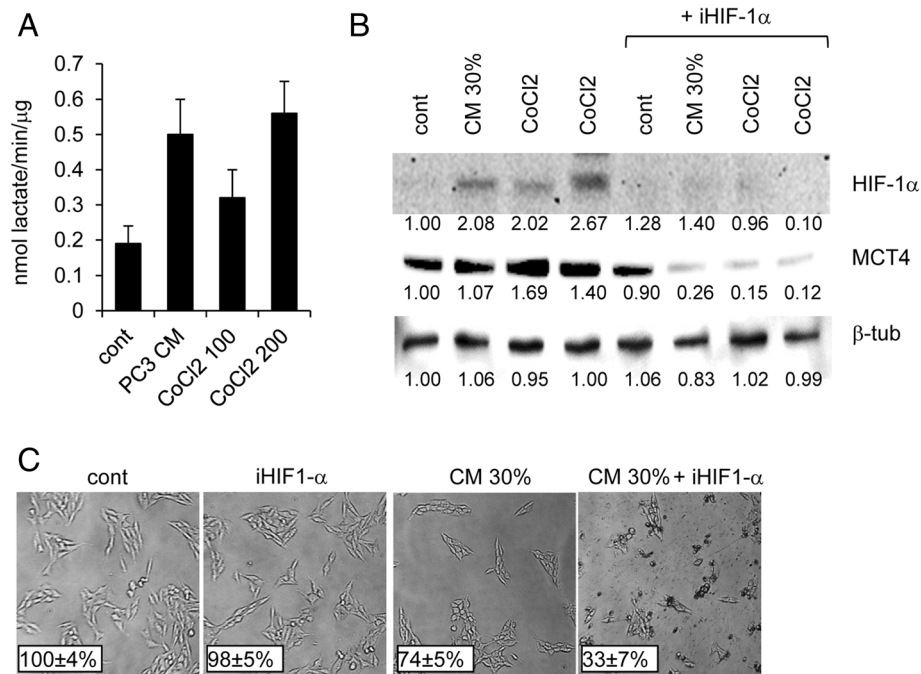 A
nmol lactate/min/μg
0.7
0.6
0.5
0.4
0.3
0.2
0.1
0
cont
PC3 CM
CoCl2 100
CoCl2 200
B
+ iHIF-1α
cont
CM 30%
CoCl2
CoCl2
cont
CM 30%
CoCl2
CoCl2
HIF-1α
1.00 2.08 2.02 2.67 1.28 1.40 0.96 0.10
MCT4
1.00 1.07 1.69 1.40 0.90 0.26 0.15 0.12
β-tub
1.00 1.06 0.95 1.00 1.06 0.83 1.02 0.99
C
cont iHIF1-α CM 30% CM 30% + iHIF1-α
100±4% 98±5% 74±5% 33±7%